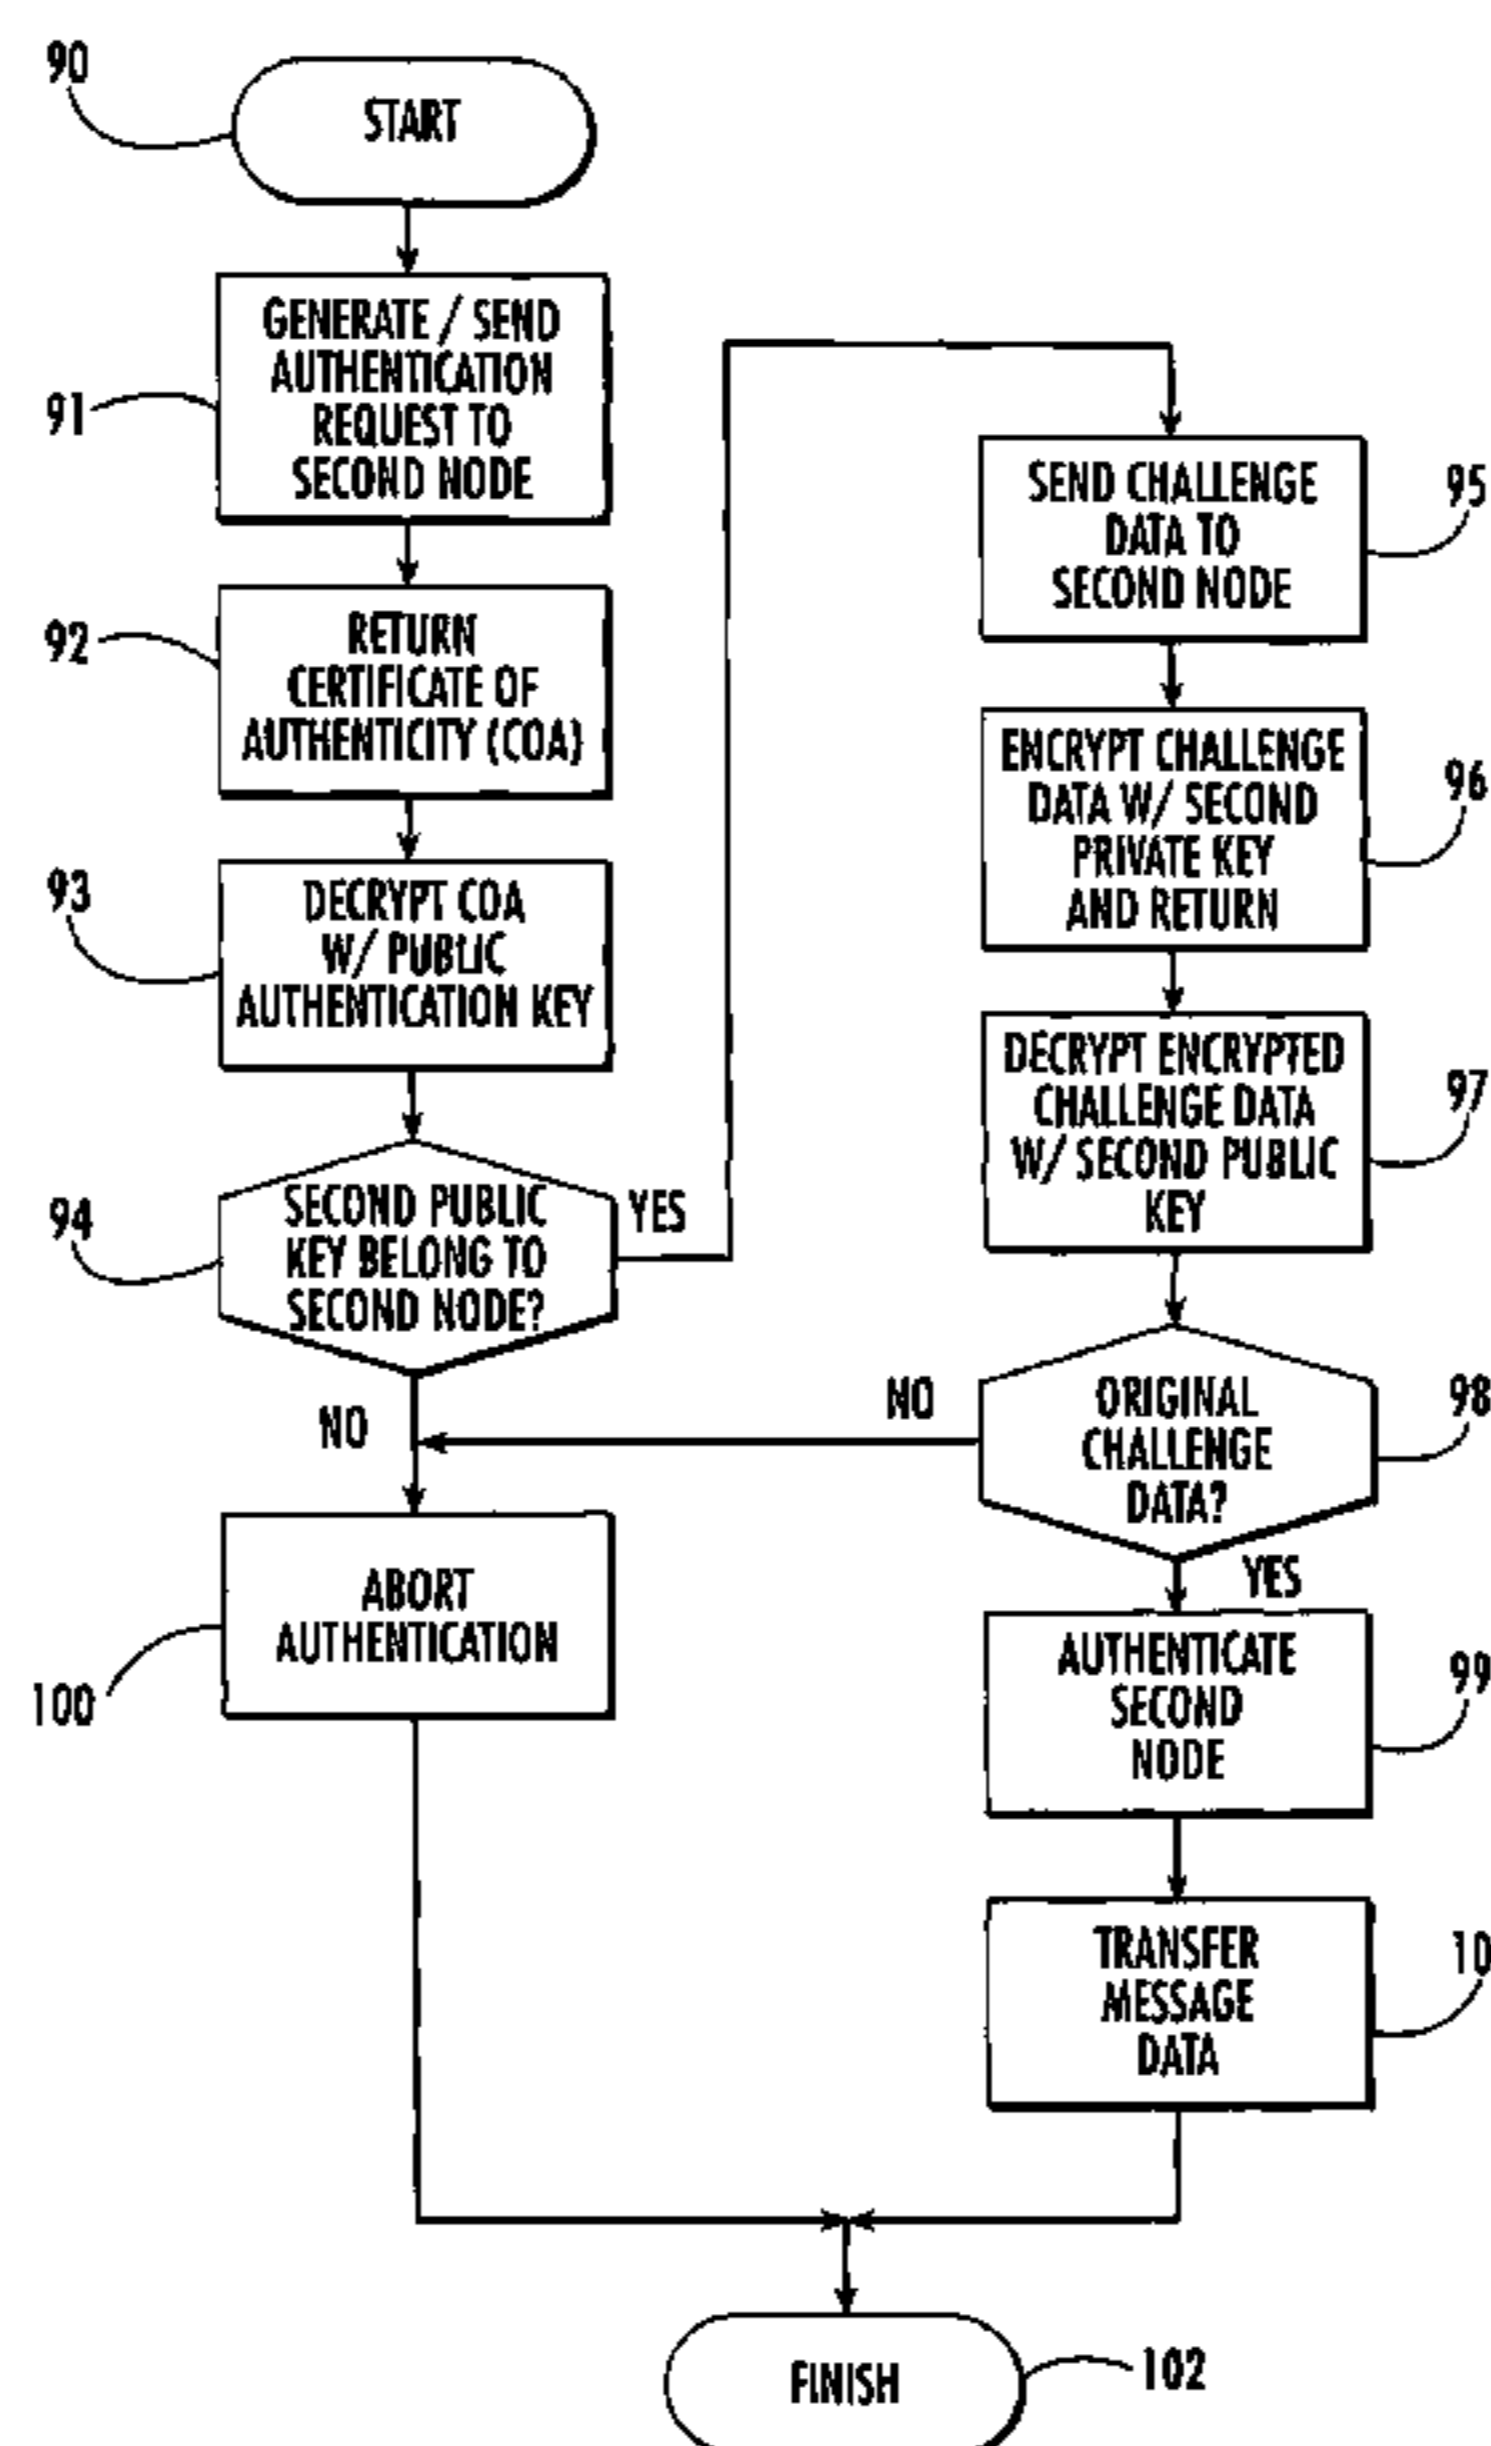 90
START
91
GENERATE / SEND
AUTHENTICATION
REQUEST TO
SECOND NODE
92
RETURN
CERTIFICATE OF
AUTHENTICITY (COA)
93
DECRYPT COA
W/ PUBLIC
AUTHENTICATION KEY
94
SECOND PUBLIC
KEY BELONG TO
SECOND NODE?
YES
NO
ABORT
AUTHENTICATION
100
SEND CHALLENGE
DATA TO
SECOND NODE
95
ENCRYPT CHALLENGE
DATA W/ SECOND
PRIVATE KEY
AND RETURN
96
DECRYPT ENCRYPTED
CHALLENGE DATA
W/ SECOND PUBLIC
KEY
97
NO
ORIGINAL
CHALLENGE
DATA?
98
YES
AUTHENTICATE
SECOND
NODE
99
TRANSFER
MESSAGE
DATA
10
FINISH
102